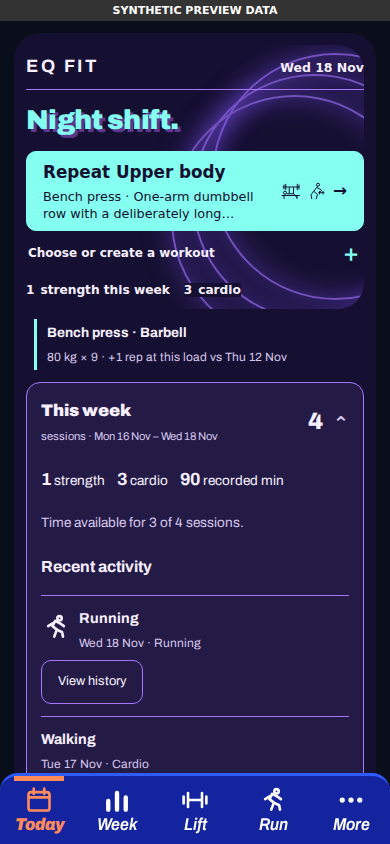 SYNTHETIC PREVIEW DATA
EQ FIT
Wed 18 Nov
Night shift.
Repeat Upper body
Bench press · One-arm dumbbell
row with a deliberately long…
→
Choose or create a workout
+
1 strength this week 3 cardio
Bench press · Barbell
80 kg × 9 · +1 rep at this load vs Thu 12 Nov
This week
4
sessions · Mon 16 Nov – Wed 18 Nov
1 strength 3 cardio 90 recorded min
Time available for 3 of 4 sessions.
Recent activity
Running
Wed 18 Nov · Running
View history
Walking
Tue 17 Nov · Cardio
Today Week Lift Run More